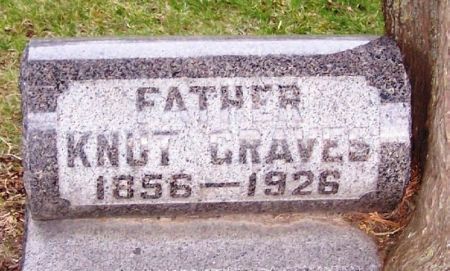 FATHER
KNUT GRAVES
1856-1926